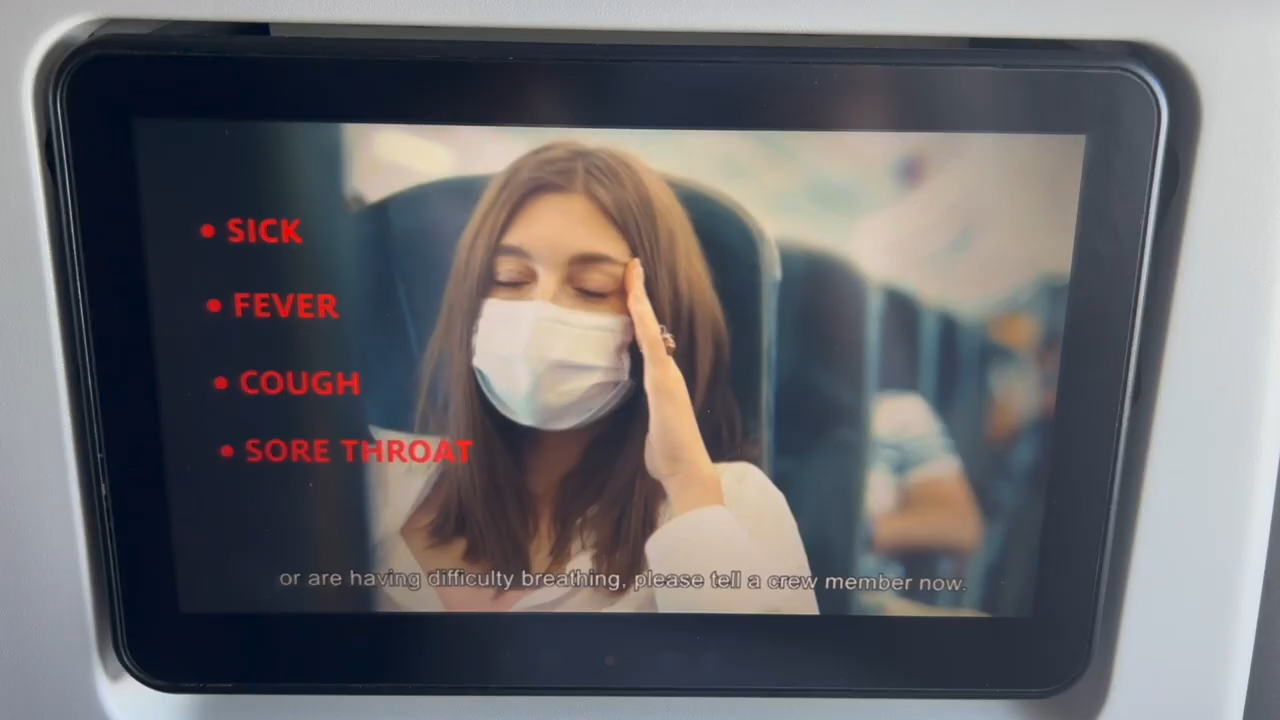 • SICK
• FEVER
• COUGH
• SORE THROAT
or are having difficulty breathing, please tell a crew member now.